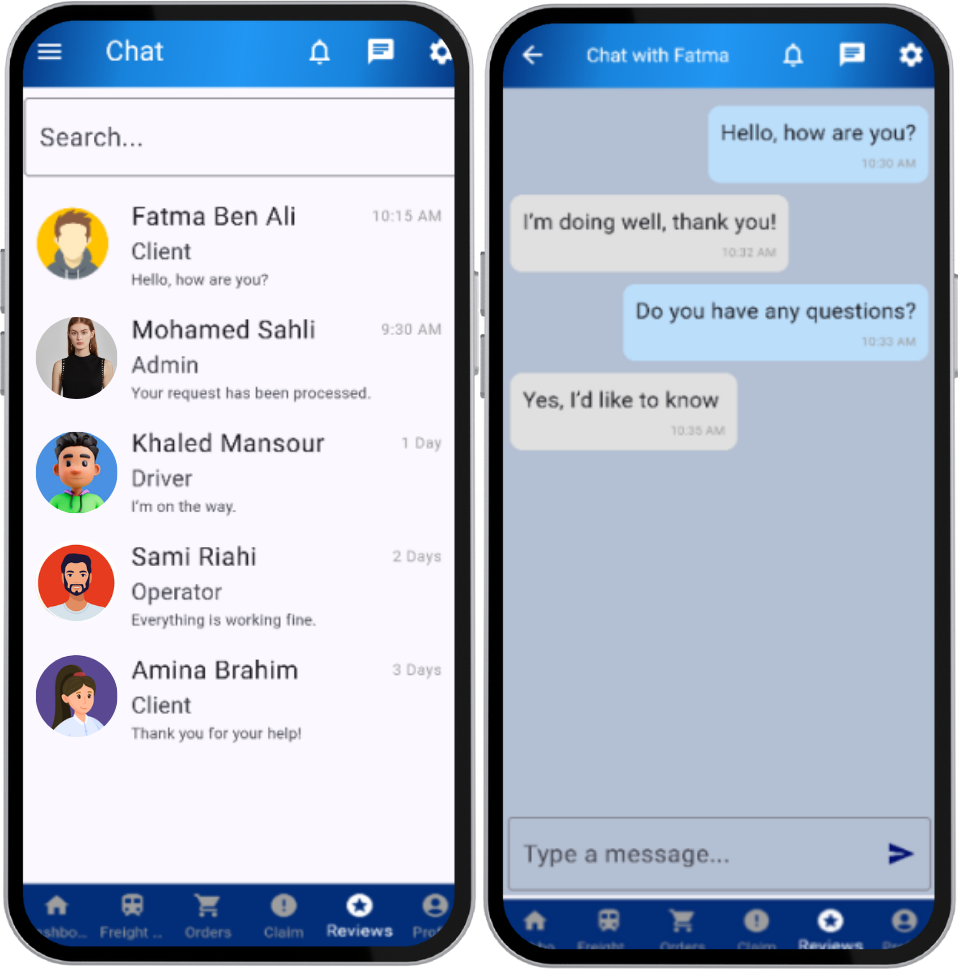 Chat
Search...
Fatma Ben Ali 10:15 AM
Client
Hello, how are you?
Mohamed Sahli 9:30 AM
Admin
Your request has been processed.
Khaled Mansour 1 Day
Driver
I'm on the way.
Sami Riahi 2 Days
Operator
Everything is working fine.
Amina Brahim 3 Days
Client
Thank you for your help!
shbo... Freight .. Orders Claim Reviews Prof
Chat with Fatma
Hello, how are you?
10:30 AM
I'm doing well, thank you!
10:32 AM
Do you have any questions?
10:33 AM
Yes, I'd like to know
10:35 AM
Type a message...
Freight Orders Claim Reviews